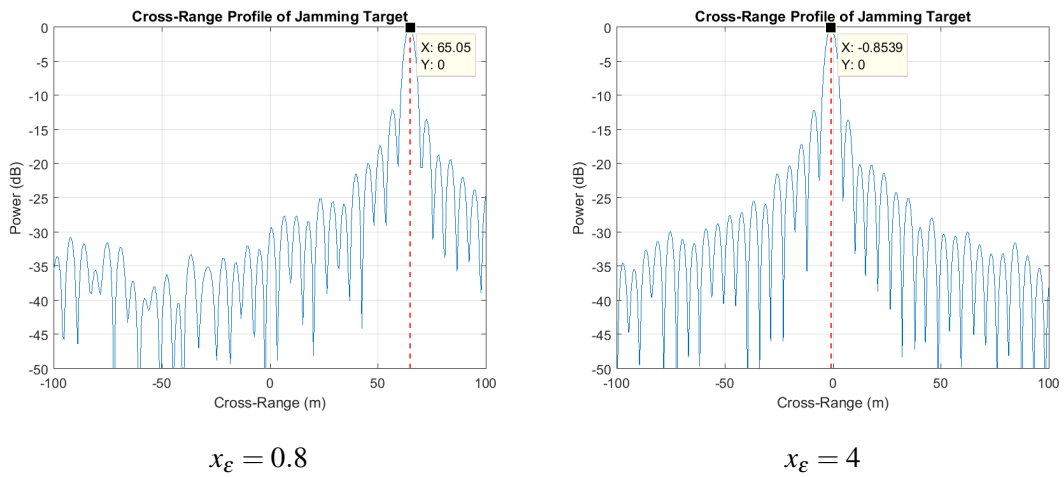 Cross-Range Profile of Jamming Target
0
-5
-10
-15
-20
-25
-30
-35
-40
-45
-50
Power (dB)
X: 65.05
Y: 0
-100 -50 0 50 100
Cross-Range (m)
x_ε = 0.8
Cross-Range Profile of Jamming Target
0
-5
-10
-15
-20
-25
-30
-35
-40
-45
-50
Power (dB)
X: -0.8539
Y: 0
-100 -50 0 50 100
Cross-Range (m)
x_ε = 4